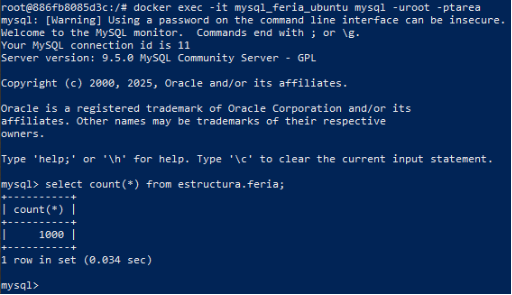 root@886fb8085d3c:/# docker exec -it mysql_feria_ubuntu mysql -uroot -ptarea
mysql: [Warning] Using a password on the command line interface can be insecure.
Welcome to the MySQL monitor.  Commands end with ; or \g.
Your MySQL connection id is 11
Server version: 9.5.0 MySQL Community Server - GPL

Copyright (c) 2000, 2025, Oracle and/or its affiliates.

Oracle is a registered trademark of Oracle Corporation and/or its
affiliates. Other names may be trademarks of their respective
owners.

Type 'help;' or '\h' for help. Type '\c' to clear the current input statement.

mysql> select count(*) from estructura.feria;
+----------+
| count(*) |
+----------+
|     1000 |
+----------+
1 row in set (0.034 sec)

mysql>